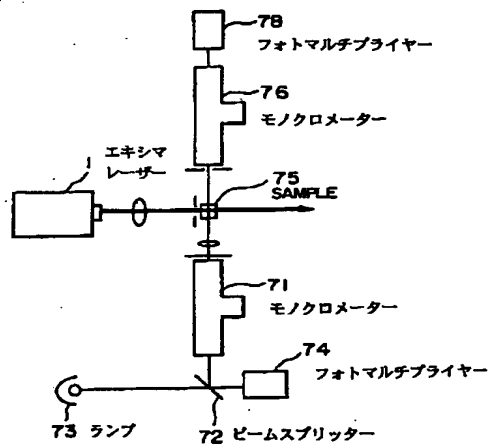 78
フォトマルチプライヤー
76
モノクロメーター
エキシマ
レーザー
1
75
SAMPLE
71
モノクロメーター
74
フォトマルチプライヤー
73 ランプ
72 ビームスプリッター